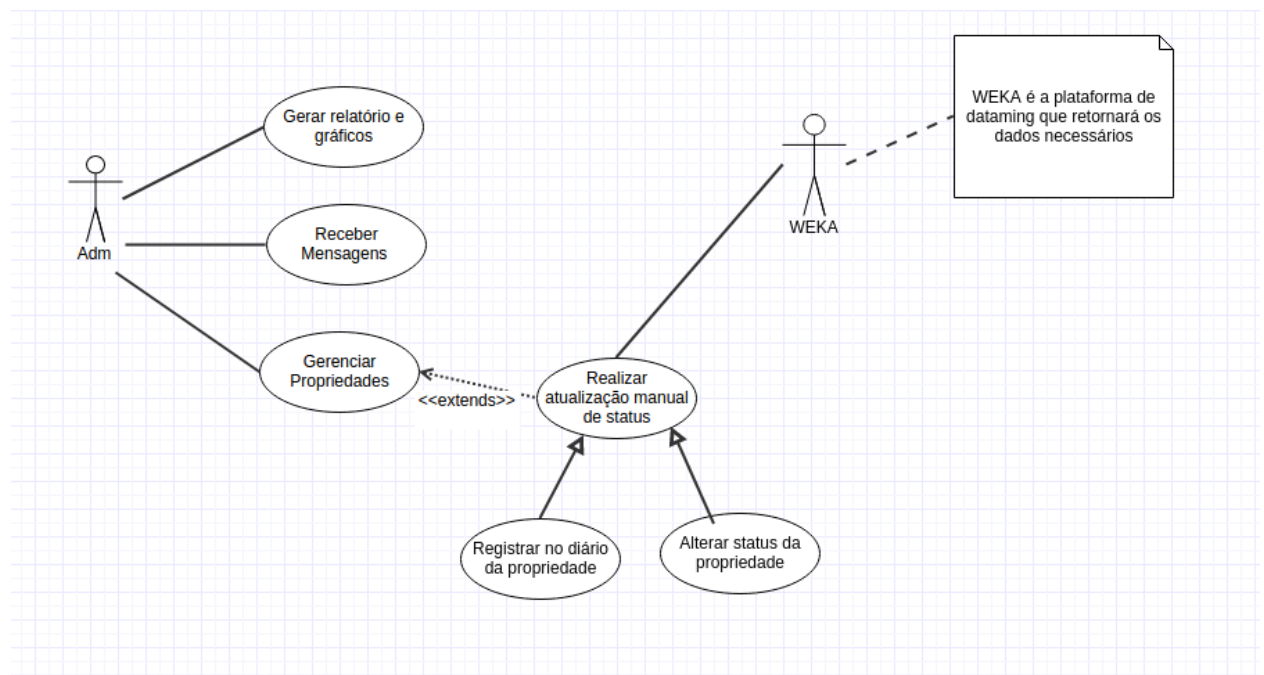 Gerar relatório e
gráficos
Adm
Receber
Mensagens
Gerenciar
Propriedades
<<extends>>
Realizar
atualização manual
de status
Registrar no diário
da propriedade
Alterar status da
propriedade
WEKA
WEKA é a plataforma de
dataming que retornará os
dados necessários